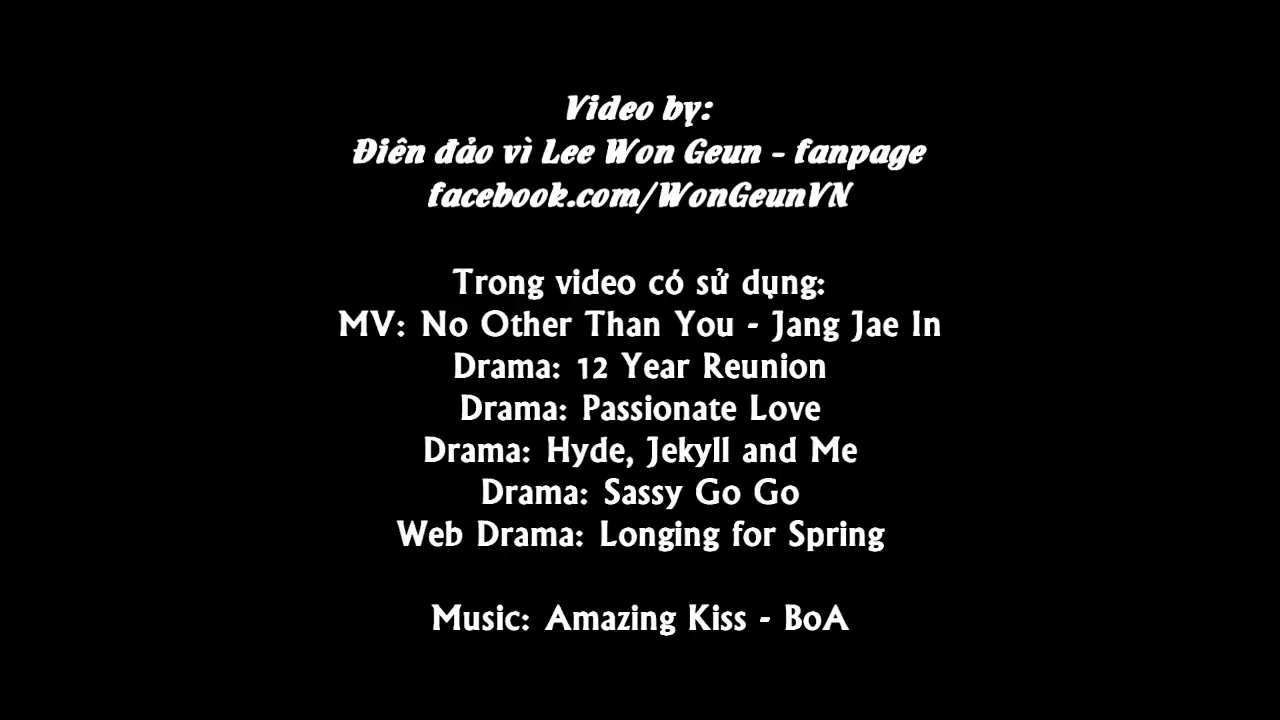 Video by:
Điên đảo vì Lee Won Geun - fanpage
facebook.com/WonGeunVN
Trong video có sử dụng:
MV: No Other Than You - Jang Jae In
Drama: 12 Year Reunion
Drama: Passionate Love
Drama: Hyde, Jekyll and Me
Drama: Sassy Go Go
Web Drama: Longing for Spring
Music: Amazing Kiss - BoA